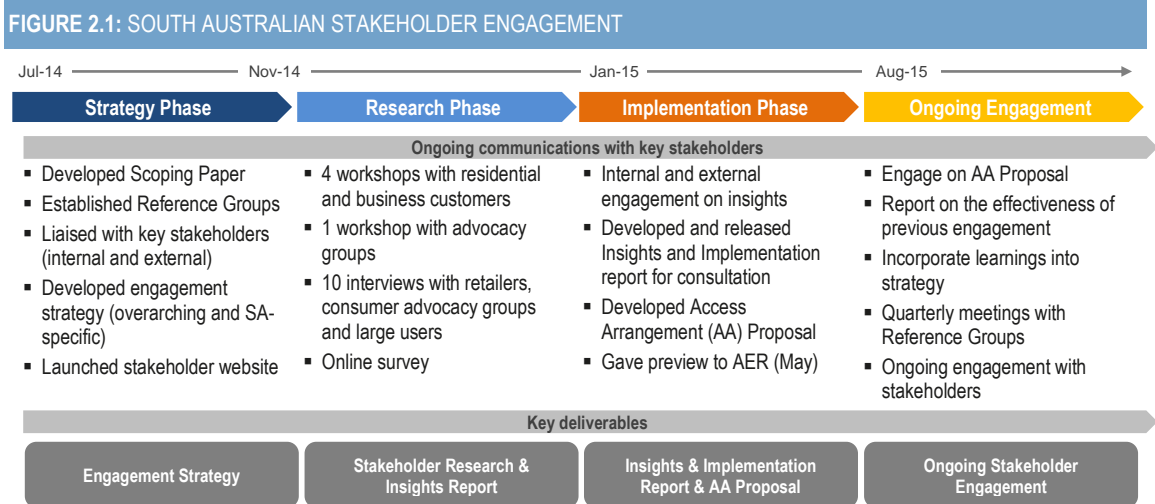 FIGURE 2.1: SOUTH AUSTRALIAN STAKEHOLDER ENGAGEMENT
Jul-14
Nov-14
Jan-15
Aug-15
Strategy Phase
Research Phase
Implementation Phase
Ongoing Engagement
Ongoing communications with key stakeholders
▪ Developed Scoping Paper
▪ Established Reference Groups
▪ Liaised with key stakeholders
(internal and external)
▪ Developed engagement
strategy (overarching and SA-
specific)
▪ Launched stakeholder website
▪ 4 workshops with residential
and business customers
▪ 1 workshop with advocacy
groups
▪ 10 interviews with retailers,
consumer advocacy groups
and large users
▪ Online survey
▪ Internal and external
engagement on insights
▪ Developed and released
Insights and Implementation
report for consultation
▪ Developed Access
Arrangement (AA) Proposal
▪ Gave preview to AER (May)
▪ Engage on AA Proposal
▪ Report on the effectiveness of
previous engagement
▪ Incorporate learnings into
strategy
▪ Quarterly meetings with
Reference Groups
▪ Ongoing engagement with
stakeholders
Key deliverables
Engagement Strategy
Stakeholder Research &
Insights Report
Insights & Implementation
Report & AA Proposal
Ongoing Stakeholder
Engagement